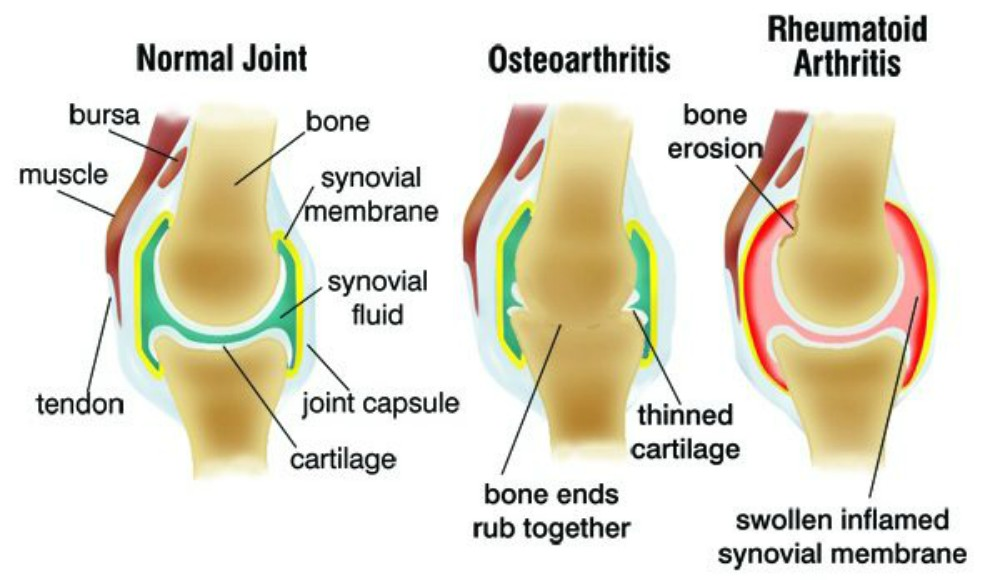 Normal Joint
bursa
bone
muscle
synovial
membrane
synovial
fluid
tendon
joint capsule
cartilage
Osteoarthritis
thinned
cartilage
bone ends
rub together
Rheumatoid
Arthritis
bone
erosion
swollen inflamed
synovial membrane